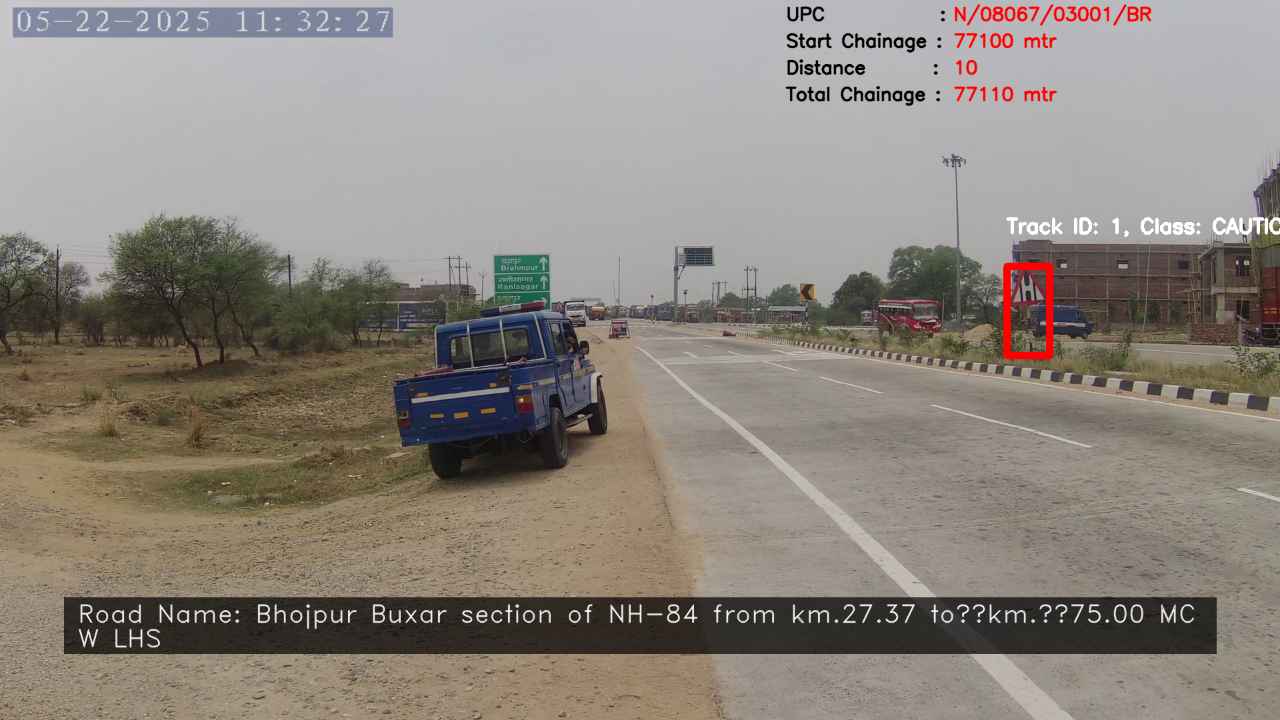 05-22-2025 11:32:27
UPC : N/08067/03001/BR
Start Chainage : 77100 mtr
Distance : 10
Total Chainage : 77110 mtr
Track ID: 1, Class: CAUTIO
Brahmpur
Ranisagar
Road Name: Bhojpur Buxar section of NH-84 from km.27.37 to??km.??75.00 MC
W LHS